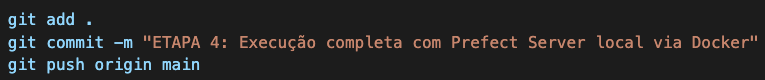 git add .
git commit -m "ETAPA 4: Execução completa com Prefect Server local via Docker"
git push origin main